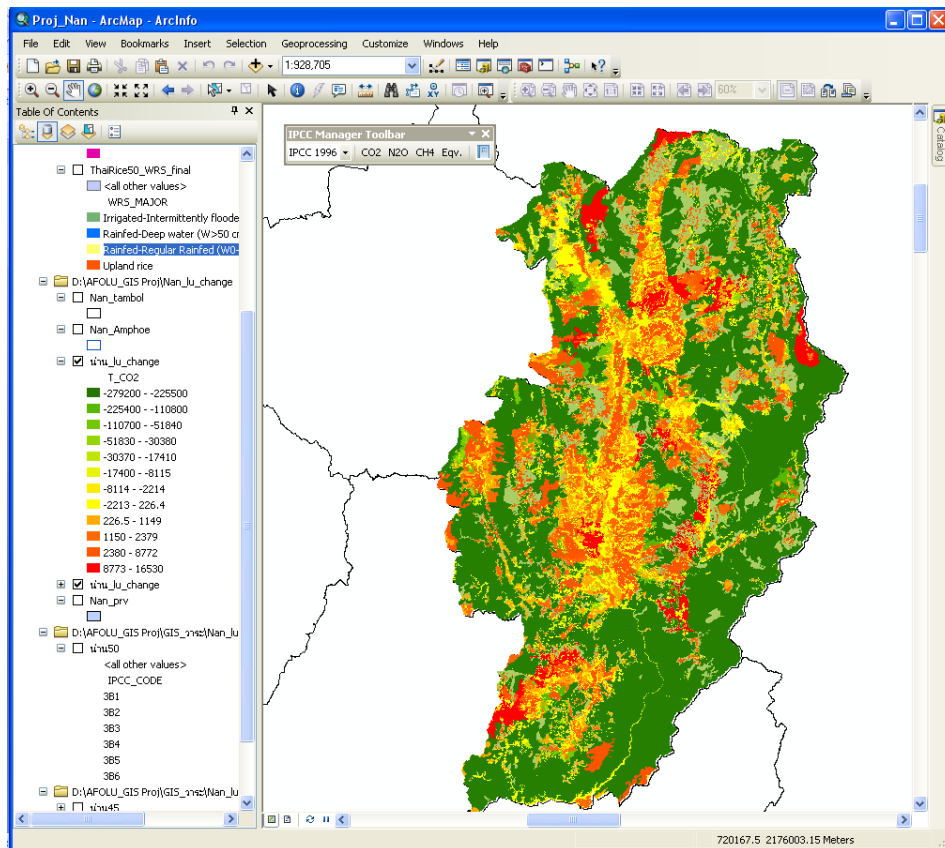 Proj_Nan - ArcMap - ArcInfo
File Edit View Bookmarks Insert Selection Geoprocessing Customize Windows Help
1:928,705
60%
Table Of Contents
IPCC Manager Toolbar
IPCC 1996 CO2 N2O CH4 Eqv.
Catalog
ThaiRice50_WRS_final
<all other values>
WRS_MAJOR
Irrigated-Intermittently floode
Rainfed-Deep water (W>50 cr
Rainfed-Regular Rainfed (W0-
Upland rice
D:\AFOLU_GIS Proj\Nan_lu_change
Nan_tambol
Nan_Amphoe
น่าน_lu_change
T_CO2
-279200 - -225500
-225400 - -110800
-110700 - -51840
-51830 - -30380
-30370 - -17410
-17400 - -8115
-8114 - -2214
-2213 - 226.4
226.5 - 1149
1150 - 2379
2380 - 8772
8773 - 16530
น่าน_lu_change
Nan_prv
D:\AFOLU_GIS Proj\GIS_วาระ\Nan_lu
น่าน50
<all other values>
IPCC_CODE
3B1
3B2
3B3
3B4
3B5
3B6
D:\AFOLU_GIS Proj\GIS_วาระ\Nan_lu
น่าน45
720167.5 2176003.15 Meters